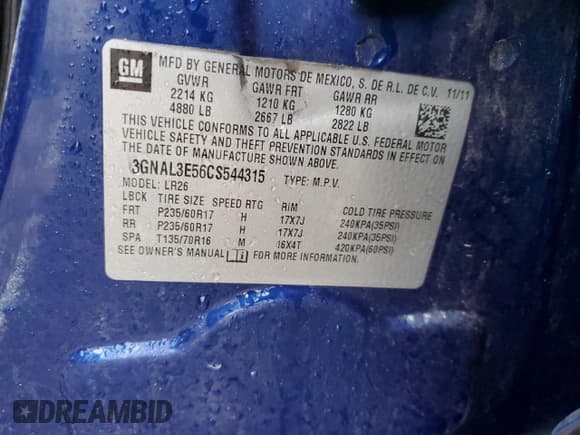 GM
MFD BY GENERAL MOTORS DE MEXICO, S. DE R.L. DE C.V. 11/11
GVWR GAWR FRT GAWR RR
2214 KG 1210 KG 1280 KG
4880 LB 2667 LB 2822 LB
THIS VEHICLE CONFORMS TO ALL APPLICABLE U.S. FEDERAL MOTOR
VEHICLE SAFETY AND THEFT PREVENTION STANDARDS IN EFFECT ON
THE DATE OF MANUFACTURE SHOWN ABOVE.
3GNAL3E56CS544315 TYPE: M.P.V.
MODEL: LR26
LBCK TIRE SIZE SPEED RTG RIM COLD TIRE PRESSURE
FRT P235/60R17 H 17X7J 240KPA(35PSI)
RR P235/60R17 H 17X7J 240KPA(35PSI)
SPA T135/70R16 M 16X4T 420KPA(60PSI)
SEE OWNER'S MANUAL FOR MORE INFORMATION.
DREAMBID